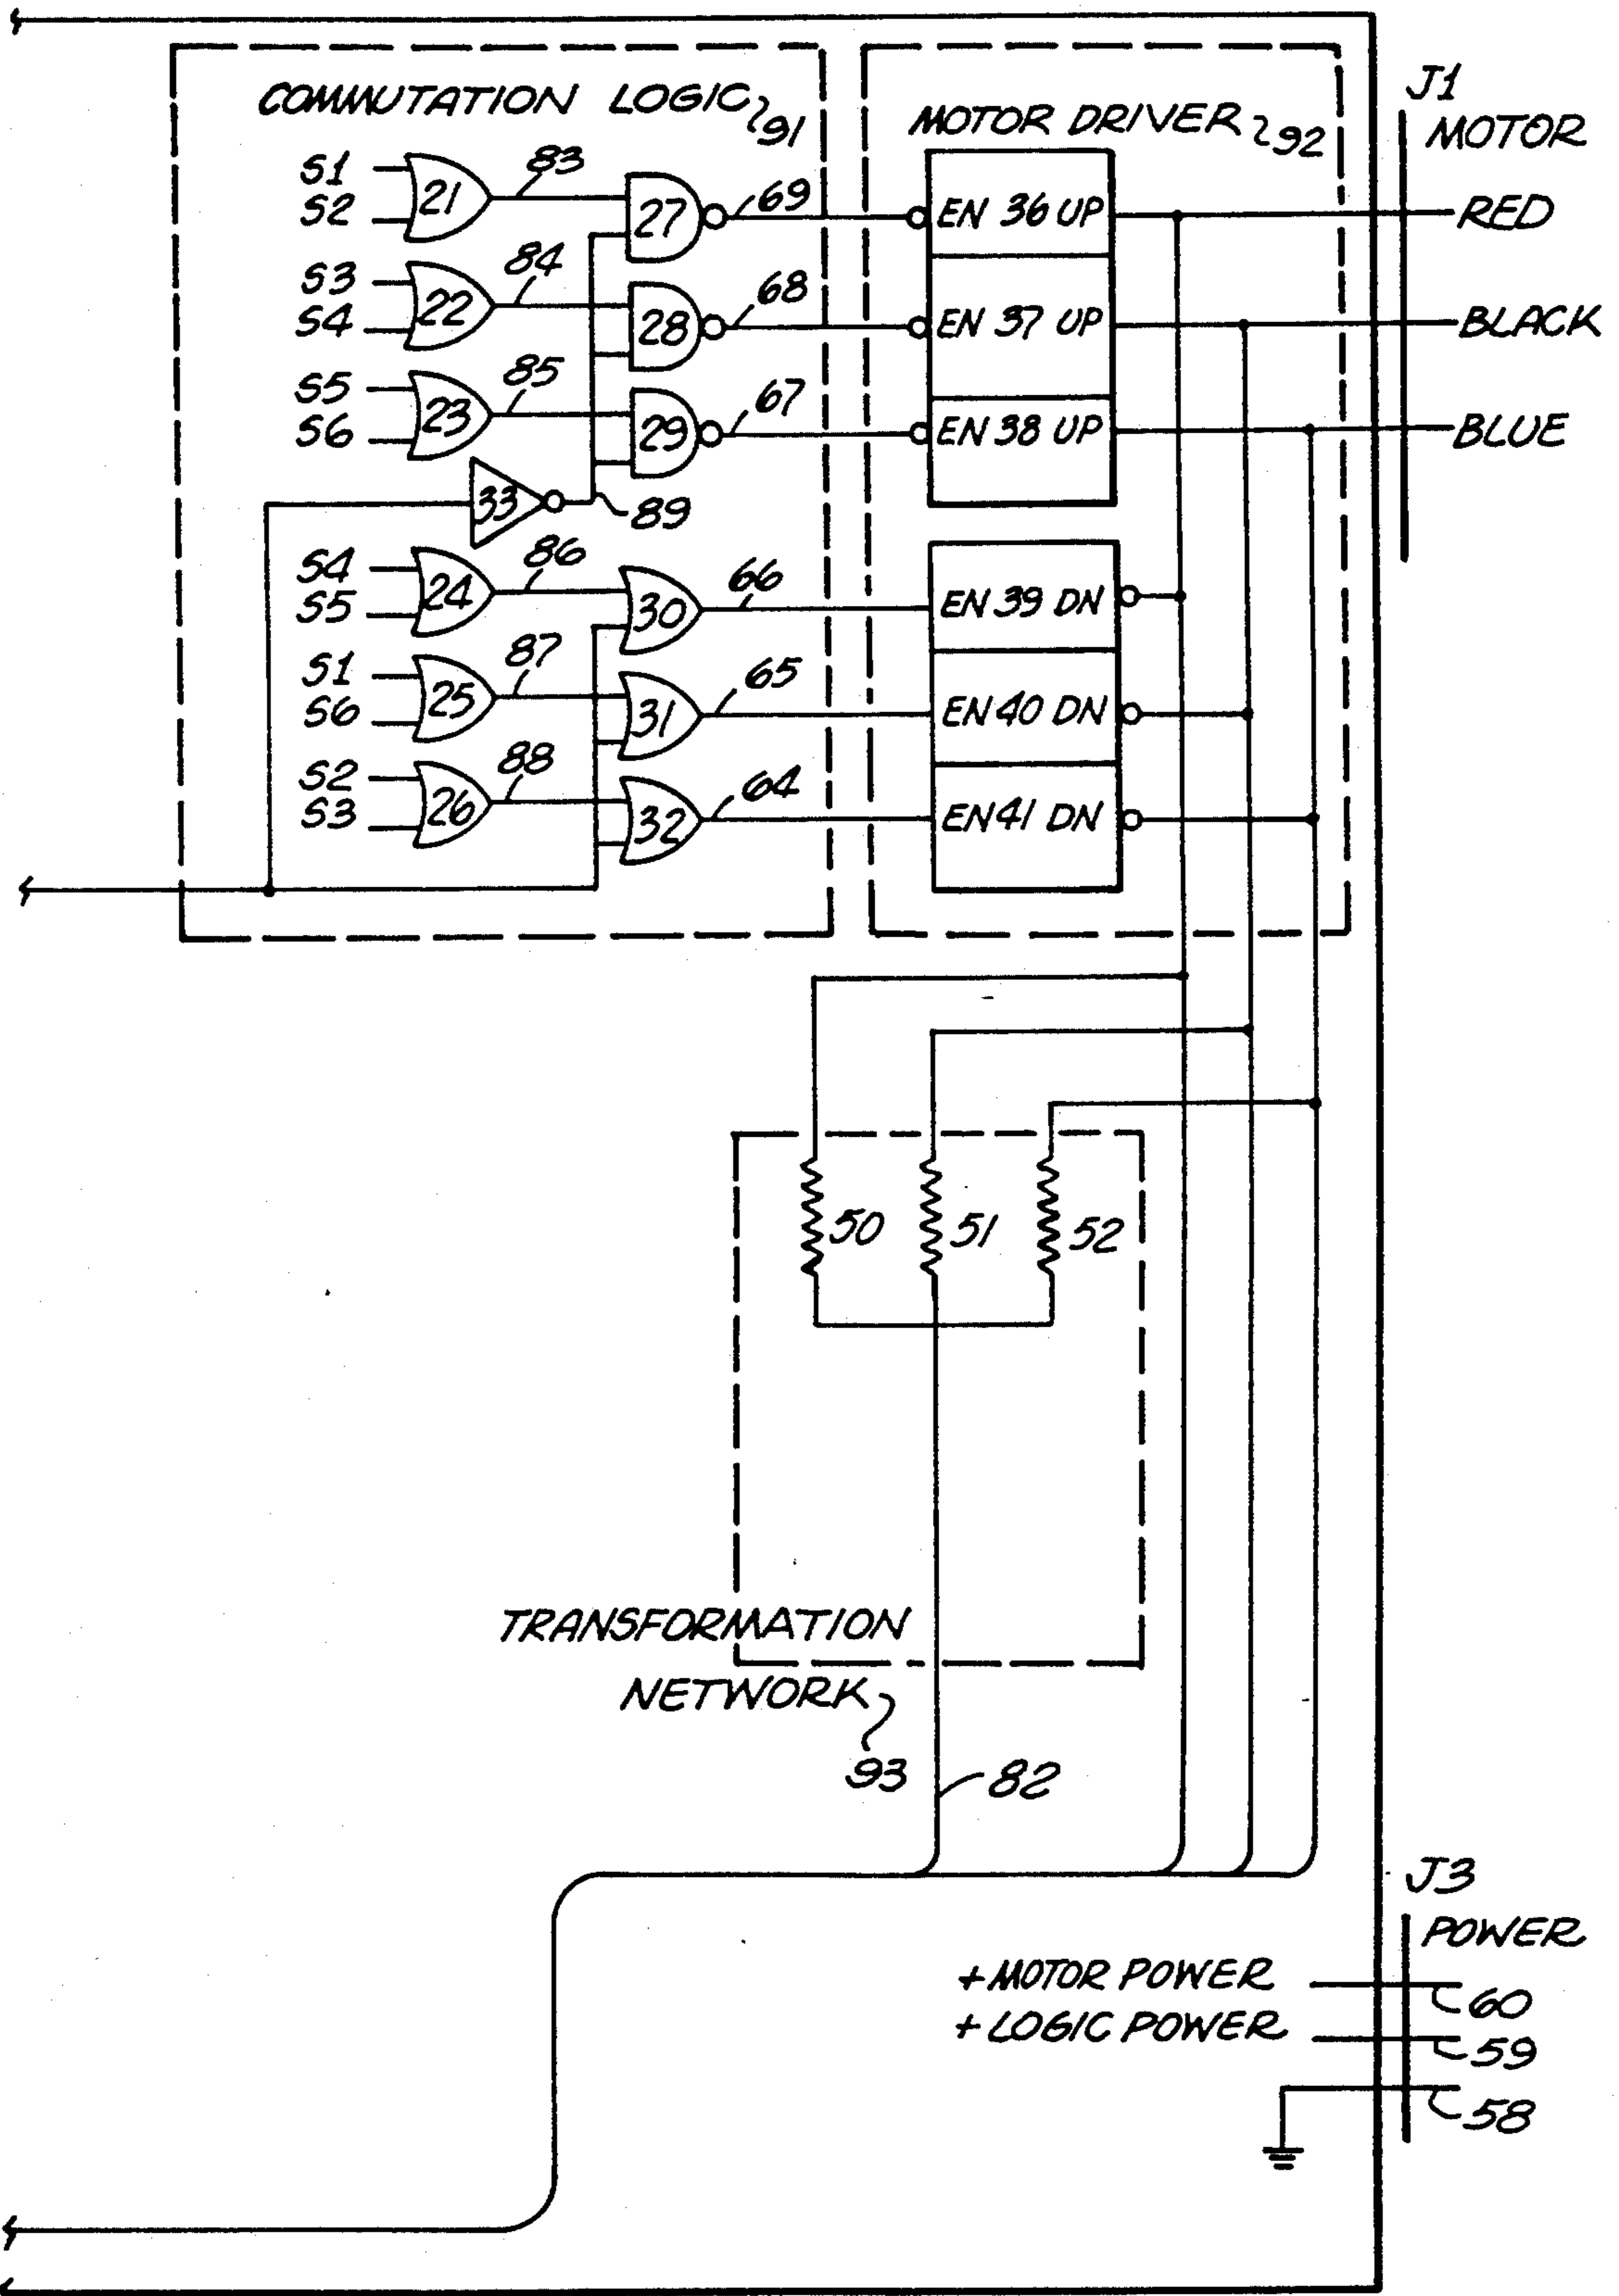 COMMUTATION LOGIC 91
MOTOR DRIVER 92
J1
MOTOR
S1
S2
21
83
27
69
EN 36 UP
RED
S3
S4
22
84
28
68
EN 37 UP
BLACK
S5
S6
23
85
29
67
EN 38 UP
BLUE
33
89
S4
S5
24
86
30
66
EN 39 DN
S1
S6
25
87
31
65
EN 40 DN
S2
S3
26
88
32
64
EN 41 DN
50
51
52
TRANSFORMATION
NETWORK
93
82
J3
POWER
+ MOTOR POWER
60
+ LOGIC POWER
59
58